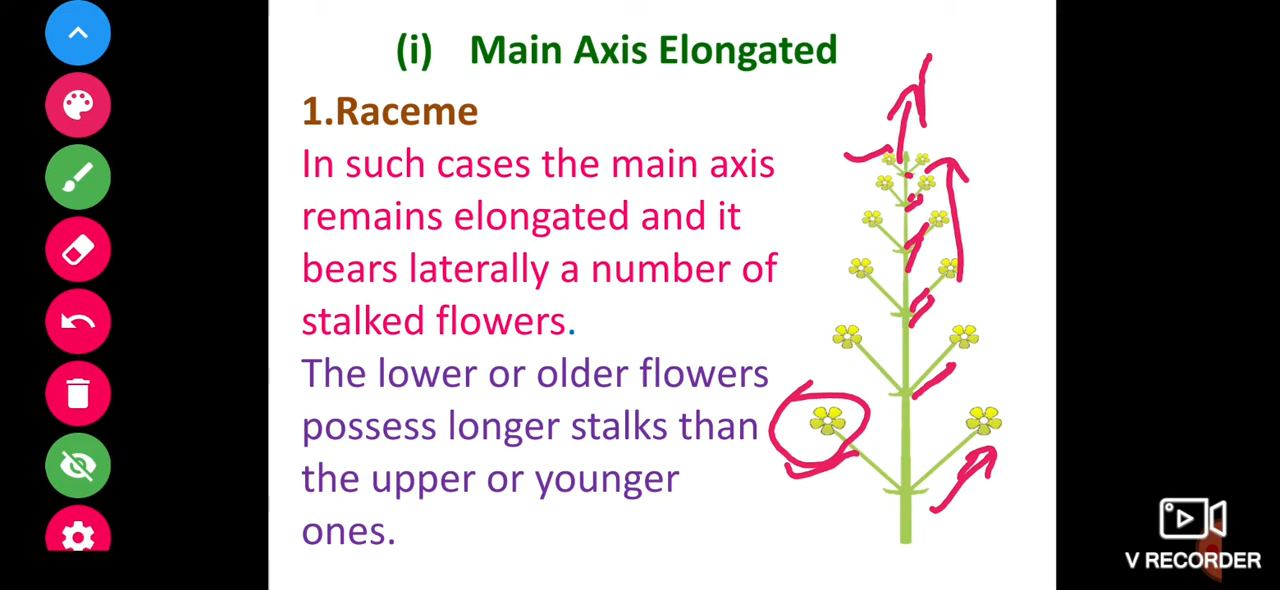 (i) Main Axis Elongated
1.Raceme
In such cases the main axis
remains elongated and it
bears laterally a number of
stalked flowers.
The lower or older flowers
possess longer stalks than
the upper or younger
ones.
V RECORDER